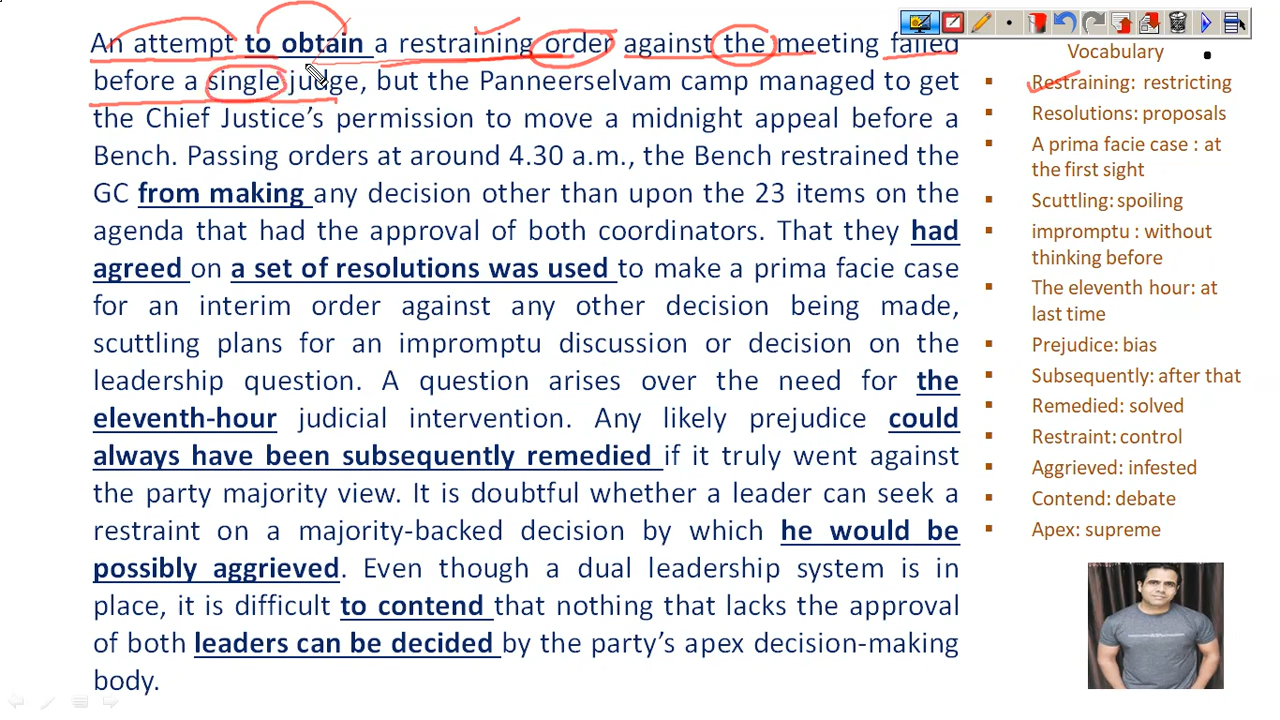 An attempt to obtain a restraining order against the meeting failed
before a single judge, but the Panneerselvam camp managed to get
the Chief Justice's permission to move a midnight appeal before a
Bench. Passing orders at around 4.30 a.m., the Bench restrained the
GC from making any decision other than upon the 23 items on the
agenda that had the approval of both coordinators. That they had
agreed on a set of resolutions was used to make a prima facie case
for an interim order against any other decision being made,
scuttling plans for an impromptu discussion or decision on the
leadership question. A question arises over the need for the
eleventh-hour judicial intervention. Any likely prejudice could
always have been subsequently remedied if it truly went against
the party majority view. It is doubtful whether a leader can seek a
restraint on a majority-backed decision by which he would be
possibly aggrieved. Even though a dual leadership system is in
place, it is difficult to contend that nothing that lacks the approval
of both leaders can be decided by the party's apex decision-making
body.
Vocabulary
▪ Restraining: restricting
▪ Resolutions: proposals
▪ A prima facie case : at
the first sight
▪ Scuttling: spoiling
▪ impromptu : without
thinking before
▪ The eleventh hour: at
last time
▪ Prejudice: bias
▪ Subsequently: after that
▪ Remedied: solved
▪ Restraint: control
▪ Aggrieved: infested
▪ Contend: debate
▪ Apex: supreme